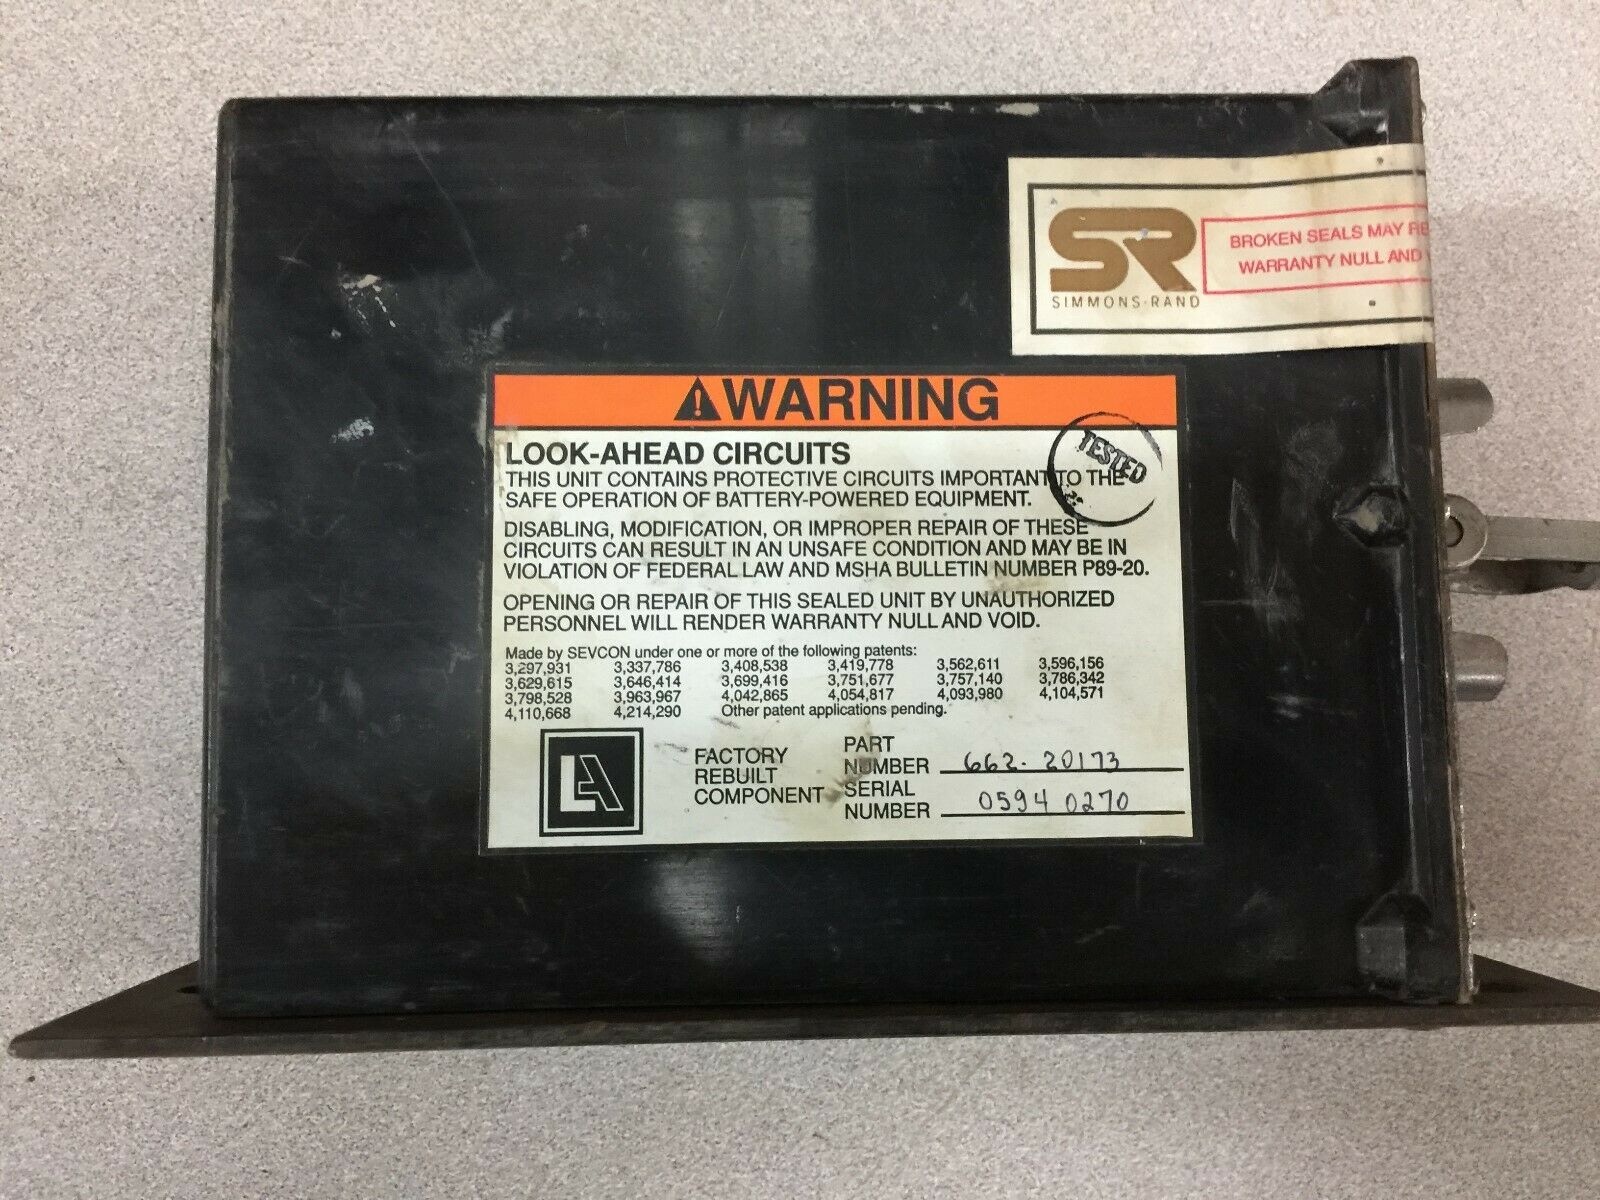 SR
SIMMONS-RAND
BROKEN SEALS MAY RE
WARRANTY NULL AND
WARNING
LOOK-AHEAD CIRCUITS
THIS UNIT CONTAINS PROTECTIVE CIRCUITS IMPORTANT TO THE
SAFE OPERATION OF BATTERY-POWERED EQUIPMENT.
TESTED
DISABLING, MODIFICATION, OR IMPROPER REPAIR OF THESE
CIRCUITS CAN RESULT IN AN UNSAFE CONDITION AND MAY BE IN
VIOLATION OF FEDERAL LAW AND MSHA BULLETIN NUMBER P89-20.
OPENING OR REPAIR OF THIS SEALED UNIT BY UNAUTHORIZED
PERSONNEL WILL RENDER WARRANTY NULL AND VOID.
Made by SEVCON under one or more of the following patents:
3,297,931 3,337,786 3,408,538 3,419,778 3,562,611 3,596,156
3,629,615 3,646,414 3,699,416 3,751,677 3,757,140 3,786,342
3,798,528 3,963,967 4,042,865 4,054,817 4,093,980 4,104,571
4,110,668 4,214,290 Other patent applications pending.
LA
FACTORY
REBUILT
COMPONENT
PART
NUMBER 662-20173
SERIAL
NUMBER 0594 0270